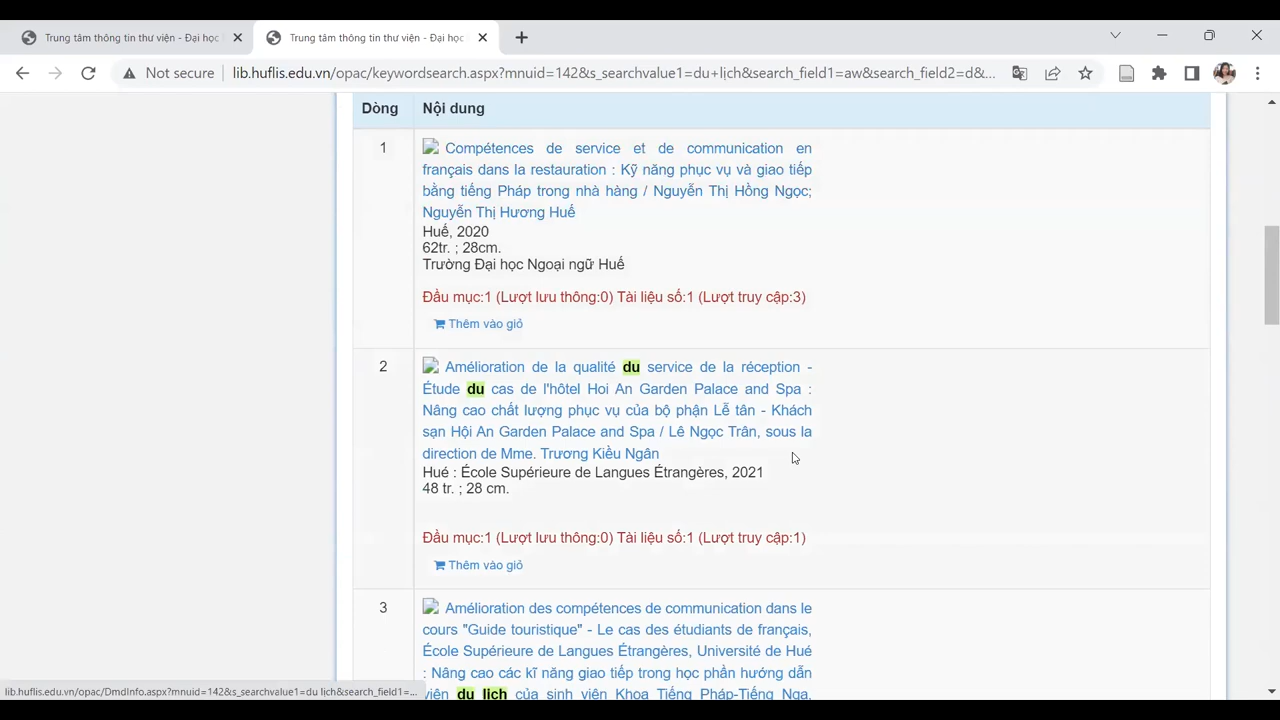 Trung tâm thông tin thư viện - Đại học
Trung tâm thông tin thư viện - Đại học
Not secure
lib.huflis.edu.vn/opac/keywordsearch.aspx?mnuid=142&s_searchvalue1=du+lịch&search_field1=aw&search_field2=d&...
Dòng Nội dung
1
Compétences de service et de communication en
français dans la restauration : Kỹ năng phục vụ và giao tiếp
bằng tiếng Pháp trong nhà hàng / Nguyễn Thị Hồng Ngọc;
Nguyễn Thị Hương Huế
Huế, 2020
62tr. ; 28cm.
Trường Đại học Ngoại ngữ Huế
Đầu mục:1 (Lượt lưu thông:0) Tài liệu số:1 (Lượt truy cập:3)
Thêm vào giỏ
2
Amélioration de la qualité du service de la réception -
Étude du cas de l'hôtel Hoi An Garden Palace and Spa :
Nâng cao chất lượng phục vụ của bộ phận Lễ tân - Khách
sạn Hội An Garden Palace and Spa / Lê Ngọc Trân, sous la
direction de Mme. Trương Kiều Ngân
Hué : École Supérieure de Langues Étrangères, 2021
48 tr. ; 28 cm.
Đầu mục:1 (Lượt lưu thông:0) Tài liệu số:1 (Lượt truy cập:1)
Thêm vào giỏ
3
Amélioration des compétences de communication dans le
cours "Guide touristique" - Le cas des étudiants de français,
École Supérieure de Langues Étrangères, Université de Hué
: Nâng cao các kĩ năng giao tiếp trong học phần hướng dẫn
viên du lịch của sinh viên Khoa Tiếng Pháp-Tiếng Nga,
lib.huflis.edu.vn/opac/DmdInfo.aspx?mnuid=142&s_searchvalue1=du lịch&search_field1=...